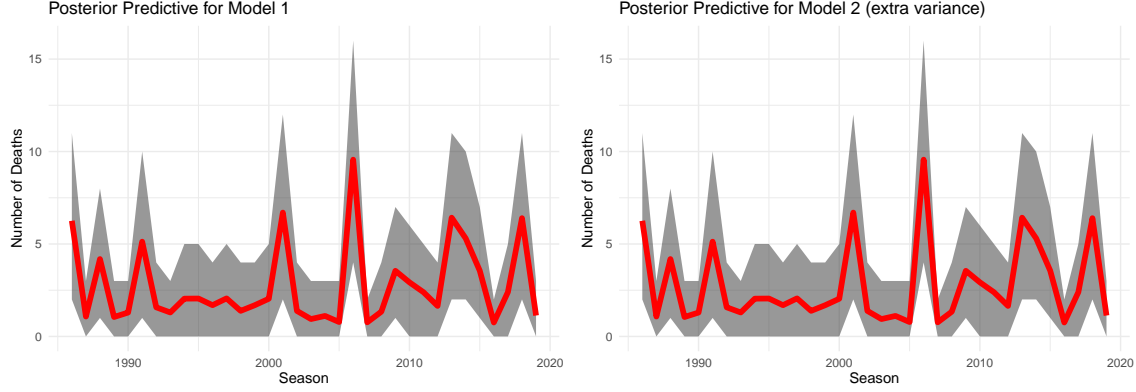 Posterior Predictive for Model 1
15
10
5
0
Number of Deaths
1990
2000
2010
2020
Season
Posterior Predictive for Model 2 (extra variance)
15
10
5
0
Number of Deaths
1990
2000
2010
2020
Season